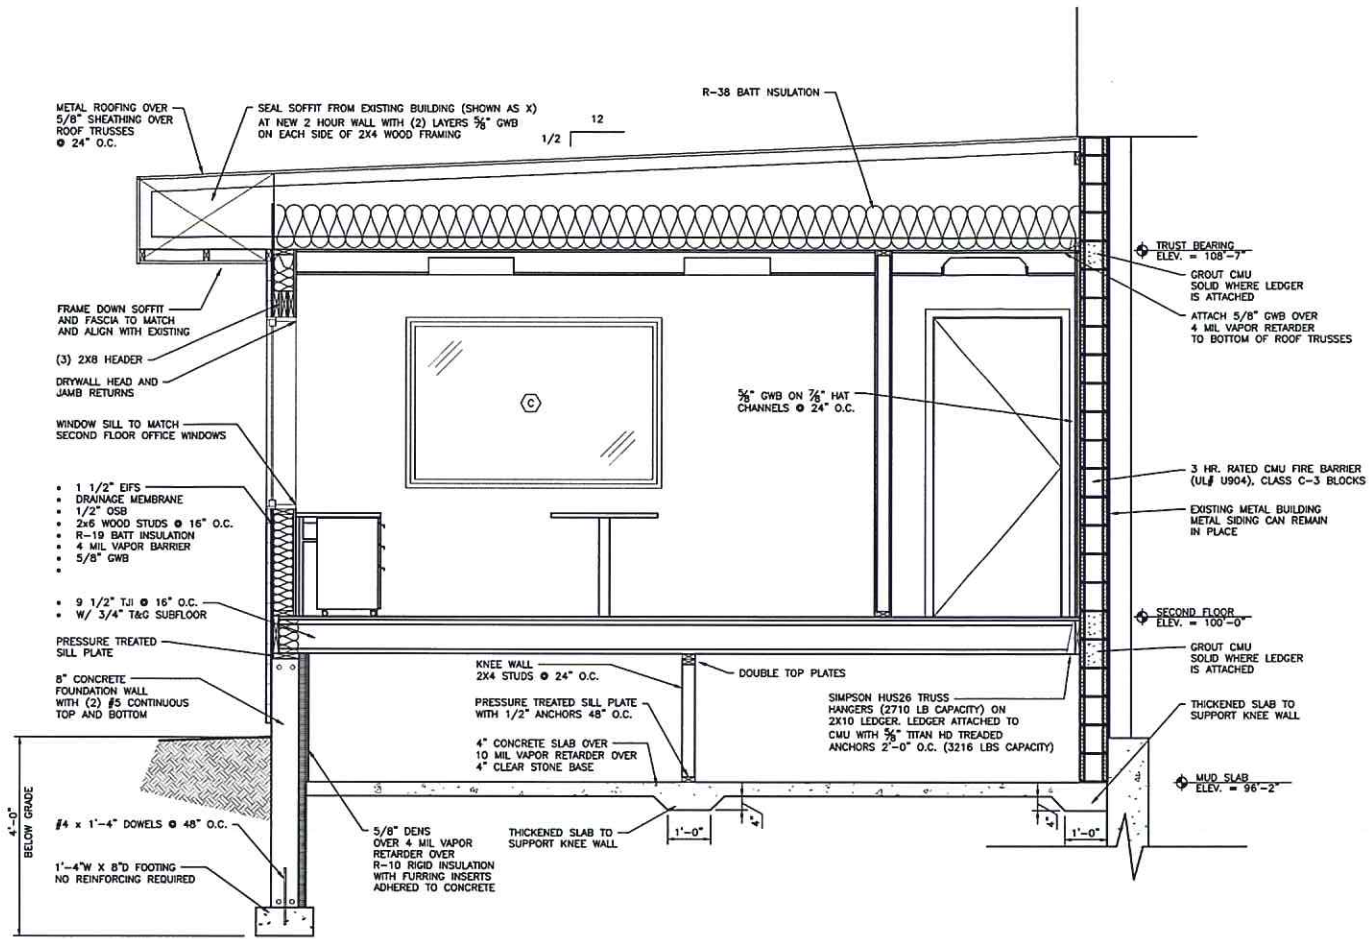 METAL ROOFING OVER
5/8" SHEATHING OVER
ROOF TRUSSES
@ 24" O.C.
SEAL SOFFIT FROM EXISTING BUILDING (SHOWN AS X)
AT NEW 2 HOUR WALL WITH (2) LAYERS 5/8" GWB
ON EACH SIDE OF 2X4 WOOD FRAMING
12
1/2
R-38 BATT NSULATION
TRUST BEARING
ELEV. = 108'-7"
GROUT CMU
SOLID WHERE LEDGER
IS ATTACHED
ATTACH 5/8" GWB OVER
4 MIL VAPOR RETARDER
TO BOTTOM OF ROOF TRUSSES
FRAME DOWN SOFFIT
AND FASCIA TO MATCH
AND ALIGN WITH EXISTING
(3) 2X8 HEADER
DRYWALL HEAD AND
JAMB RETURNS
WINDOW SILL TO MATCH
SECOND FLOOR OFFICE WINDOWS
C
5/8" GWB ON 7/8" HAT
CHANNELS @ 24" O.C.
3 HR. RATED CMU FIRE BARRIER
(UL# U904), CLASS C-3 BLOCKS
EXISTING METAL BUILDING
METAL SIDING CAN REMAIN
IN PLACE
• 1 1/2" EIFS
• DRAINAGE MEMBRANE
• 1/2" OSB
• 2x6 WOOD STUDS @ 16" O.C.
• R-19 BATT INSULATION
• 4 MIL VAPOR BARRIER
• 5/8" GWB
•
• 9 1/2" TJI @ 16" O.C.
• W/ 3/4" T&G SUBFLOOR
PRESSURE TREATED
SILL PLATE
8" CONCRETE
FOUNDATION WALL
WITH (2) #5 CONTINUOUS
TOP AND BOTTOM
SECOND FLOOR
ELEV. = 100'-0"
GROUT CMU
SOLID WHERE LEDGER
IS ATTACHED
KNEE WALL
2X4 STUDS @ 24" O.C.
DOUBLE TOP PLATES
PRESSURE TREATED SILL PLATE
WITH 1/2" ANCHORS 48" O.C.
4" CONCRETE SLAB OVER
10 MIL VAPOR RETARDER OVER
4" CLEAR STONE BASE
SIMPSON HUS26 TRUSS
HANGERS (2710 LB CAPACITY) ON
2X10 LEDGER. LEDGER ATTACHED TO
CMU WITH 5/8" TITAN HD TREADED
ANCHORS 2'-0" O.C. (3216 LBS CAPACITY)
THICKENED SLAB TO
SUPPORT KNEE WALL
MUD SLAB
ELEV. = 96'-2"
4'-0"
BELOW GRADE
#4 x 1'-4" DOWELS @ 48" O.C.
1'-4"W X 8"D FOOTING
NO REINFORCING REQUIRED
5/8" DENS
OVER 4 MIL VAPOR
RETARDER OVER
R-10 RIGID INSULATION
WITH FURRING INSERTS
ADHERED TO CONCRETE
THICKENED SLAB TO
SUPPORT KNEE WALL
1'-0"
4"
4"
1'-0"